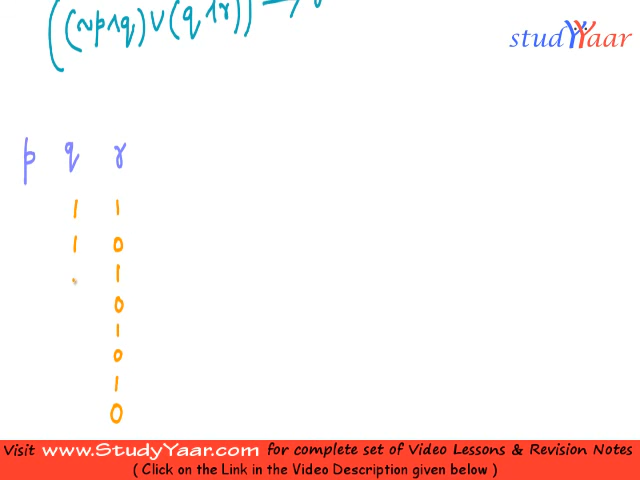 ((~p∧q)∨(q∧r)) →
studYYaar
p q r
1 1
1 0
1
0
1
0
1
0
Visit www.StudyYaar.com for complete set of Video Lessons & Revision Notes
( Click on the Link in the Video Description given below )